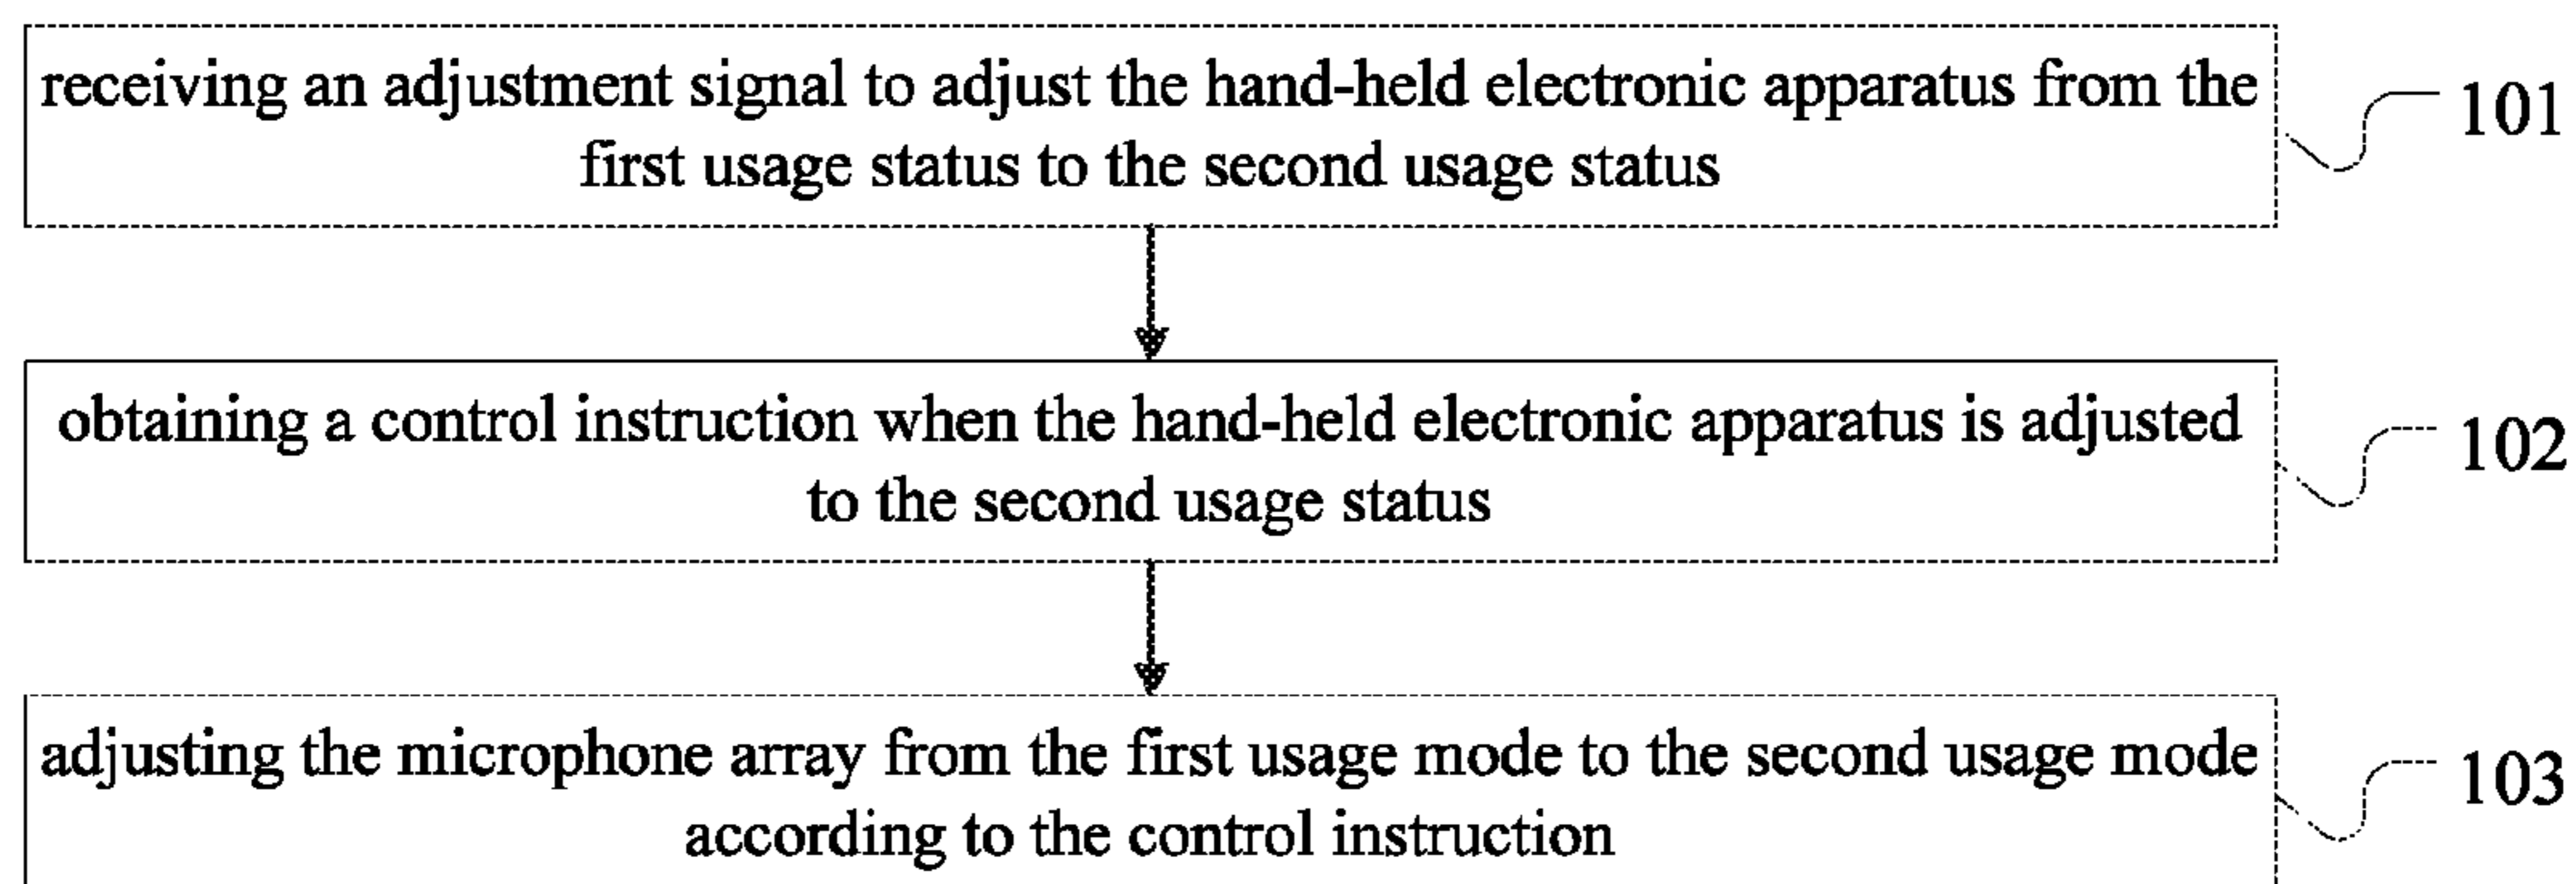 receiving an adjustment signal to adjust the hand-held electronic apparatus from the
first usage status to the second usage status
101
obtaining a control instruction when the hand-held electronic apparatus is adjusted
to the second usage status
102
adjusting the microphone array from the first usage mode to the second usage mode
according to the control instruction
103